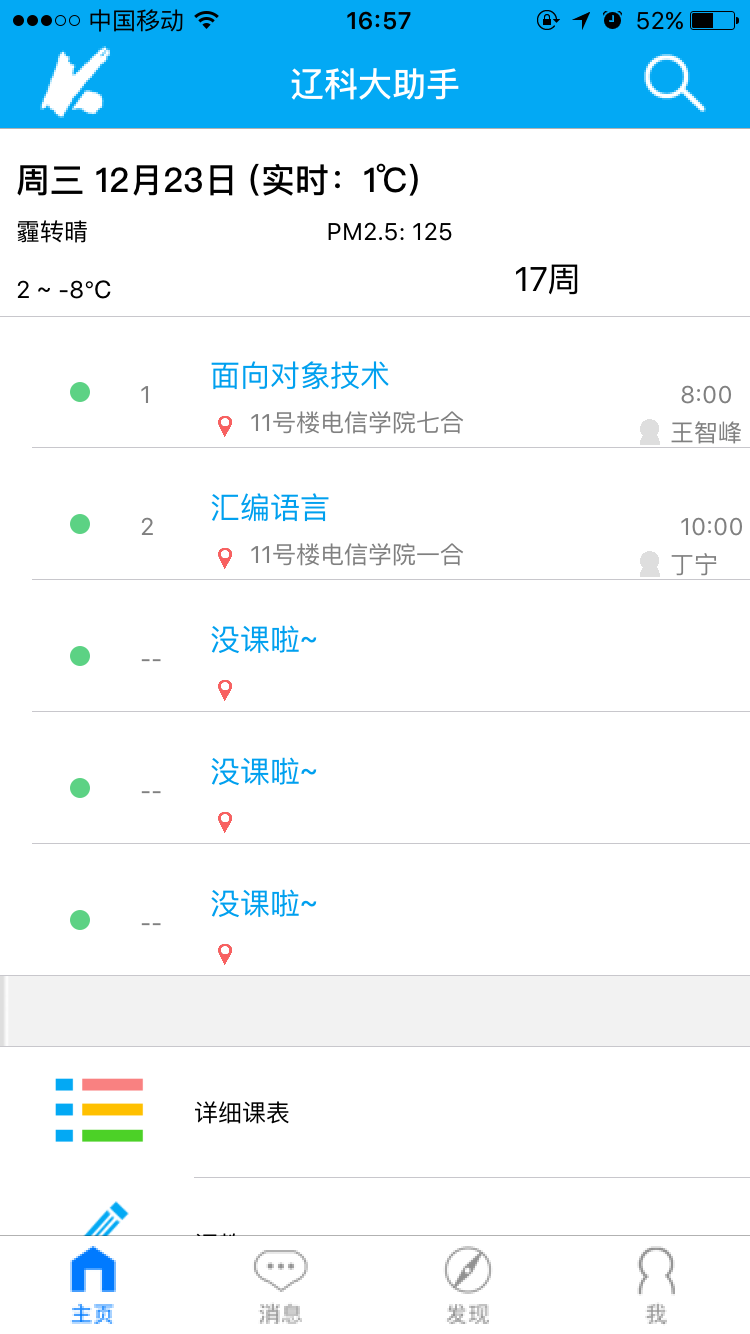 中国移动 16:57 52%
辽科大助手
周三 12月23日 (实时：1℃)
霾转晴 PM2.5: 125
2 ~ -8℃ 17周
1 面向对象技术 8:00
11号楼电信学院七合 王智峰
2 汇编语言 10:00
11号楼电信学院一合 丁宁
-- 没课啦~
-- 没课啦~
-- 没课啦~
详细课表
主页 消息 发现 我